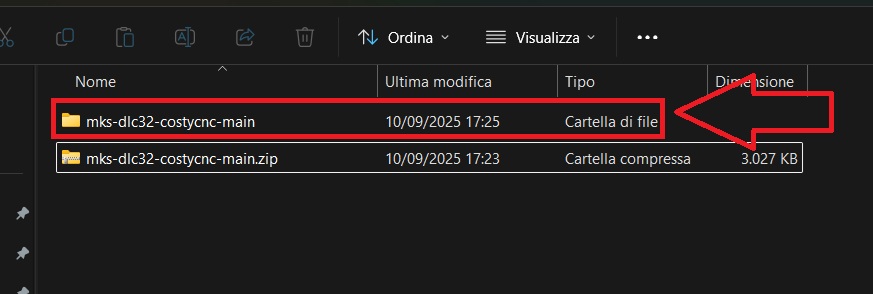 Ordina Visualizza
Nome Ultima modifica Tipo Dimensione
mks-dlc32-costycnc-main 10/09/2025 17:25 Cartella di file
mks-dlc32-costycnc-main.zip 10/09/2025 17:23 Cartella compressa 3.027 KB